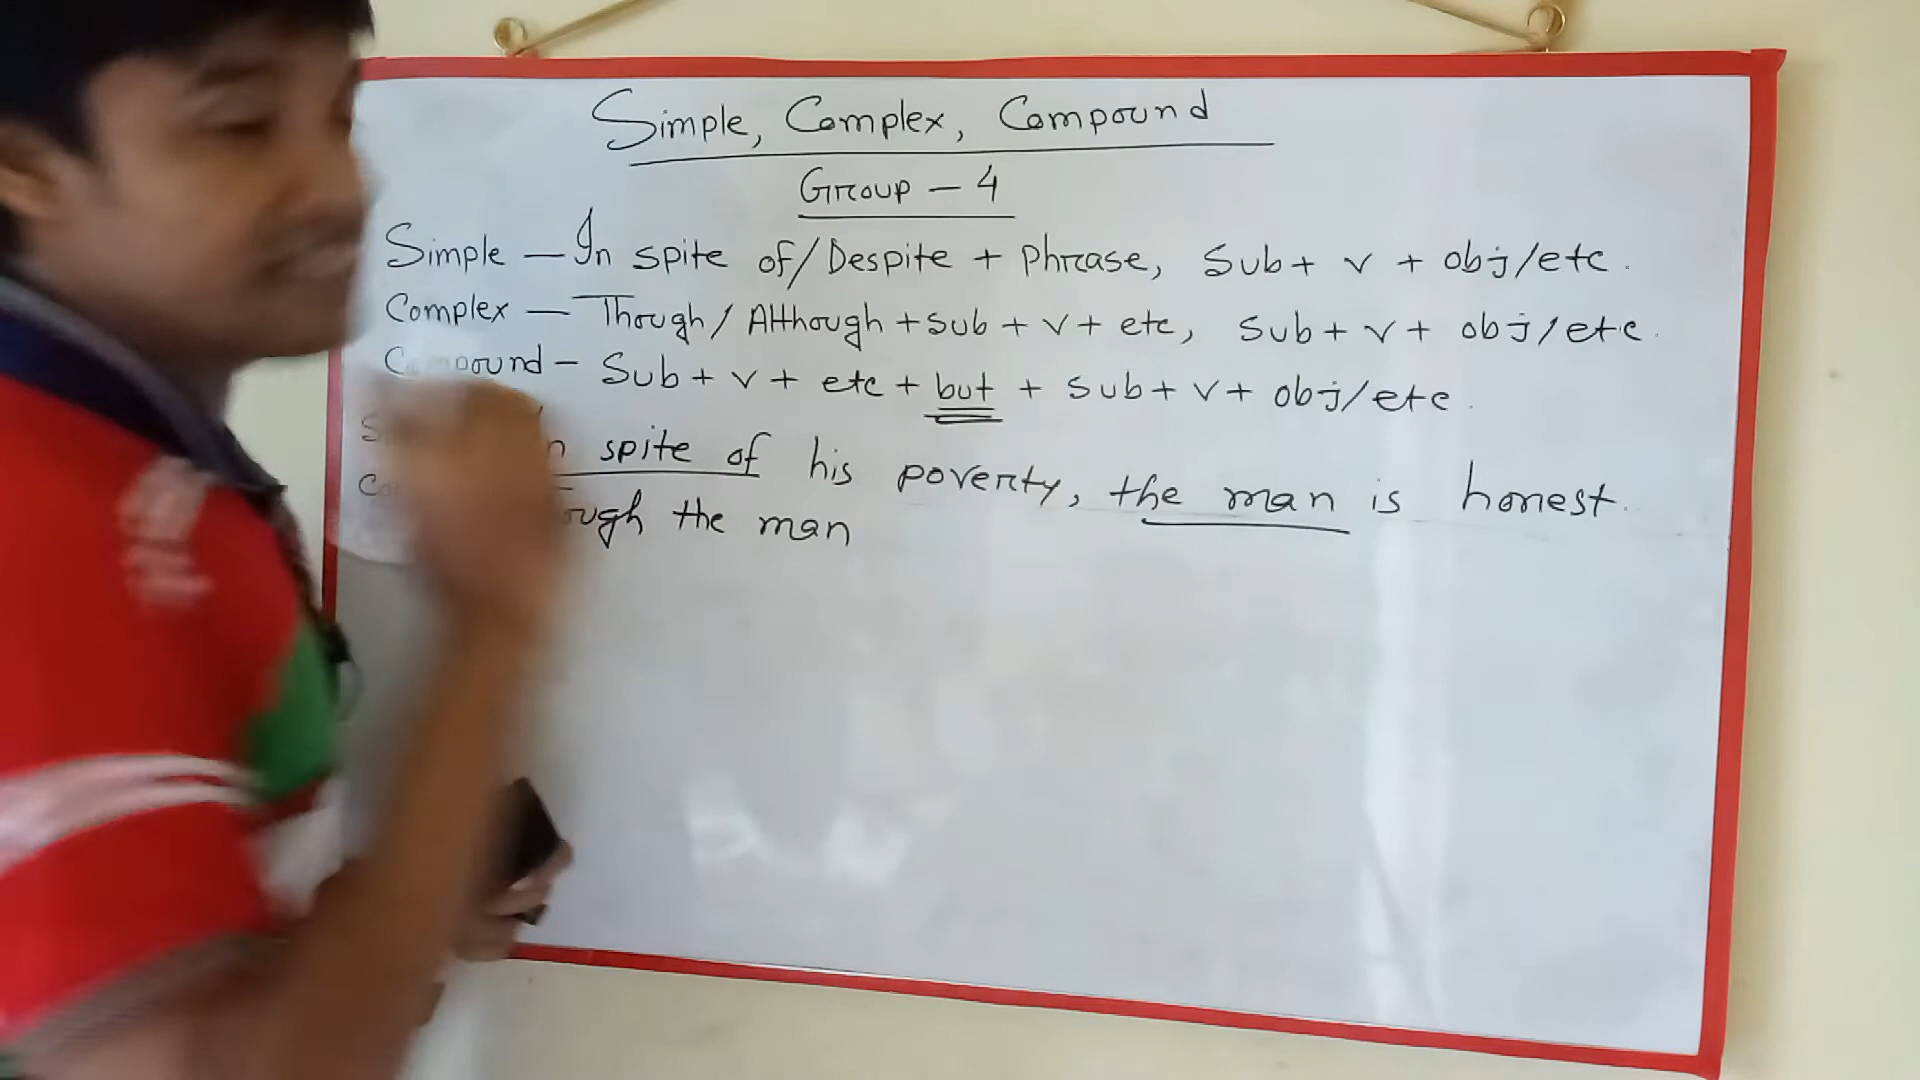 Simple, Complex, Compound
Group - 4
Simple — In spite of/Despite + Phrase, Sub + v + obj/etc.
Complex — Though/Although + sub + v + etc, Sub + v + obj/etc.
Compound - Sub + v + etc + but + sub + v + obj/etc.
spite of his poverty, the man is honest.
the man